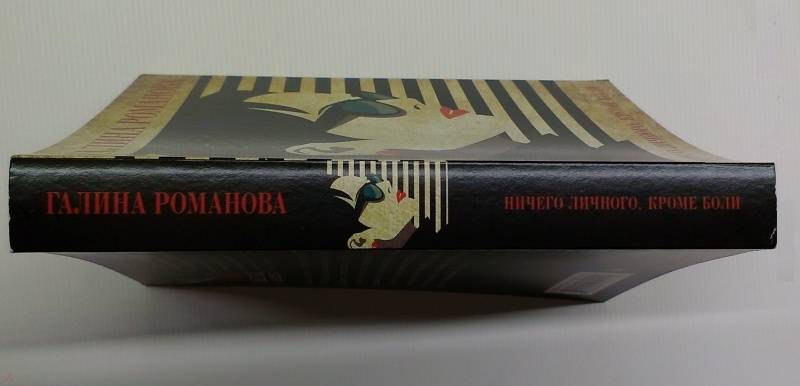 ГАЛИНА РОМАНОВА
НИЧЕГО ЛИЧНОГО, КРОМЕ БОЛИ